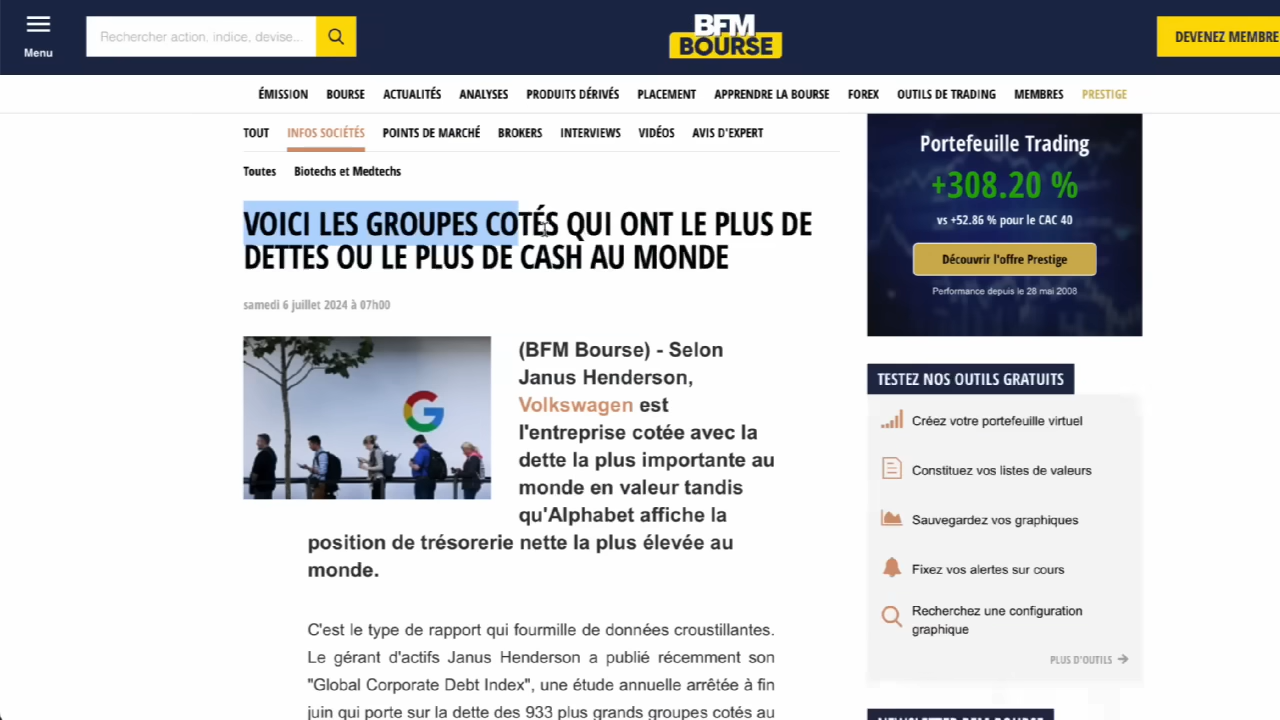 Menu
Rechercher action, indice, devise...
BFM
BOURSE
DEVENEZ MEMBRE
ÉMISSION BOURSE ACTUALITÉS ANALYSES PRODUITS DÉRIVÉS PLACEMENT APPRENDRE LA BOURSE FOREX OUTILS DE TRADING MEMBRES PRESTIGE
TOUT INFOS SOCIÉTÉS POINTS DE MARCHÉ BROKERS INTERVIEWS VIDÉOS AVIS D'EXPERT
Toutes Biotechs et Medtechs
VOICI LES GROUPES COTÉS QUI ONT LE PLUS DE
DETTES OU LE PLUS DE CASH AU MONDE
samedi 6 juillet 2024 à 07h00
G
(BFM Bourse) - Selon
Janus Henderson,
Volkswagen est
l'entreprise cotée avec la
dette la plus importante au
monde en valeur tandis
qu'Alphabet affiche la
position de trésorerie nette la plus élevée au
monde.
C'est le type de rapport qui fourmille de données croustillantes.
Le gérant d'actifs Janus Henderson a publié récemment son
"Global Corporate Debt Index", une étude annuelle arrêtée à fin
juin qui porte sur la dette des 933 plus grands groupes cotés au
Portefeuille Trading
+308.20 %
vs +52.86 % pour le CAC 40
Découvrir l'offre Prestige
Performance depuis le 28 mai 2008
TESTEZ NOS OUTILS GRATUITS
Créez votre portefeuille virtuel
Constituez vos listes de valeurs
Sauvegardez vos graphiques
Fixez vos alertes sur cours
Recherchez une configuration
graphique
PLUS D'OUTILS
NEWSLETTER BFM BOURSE